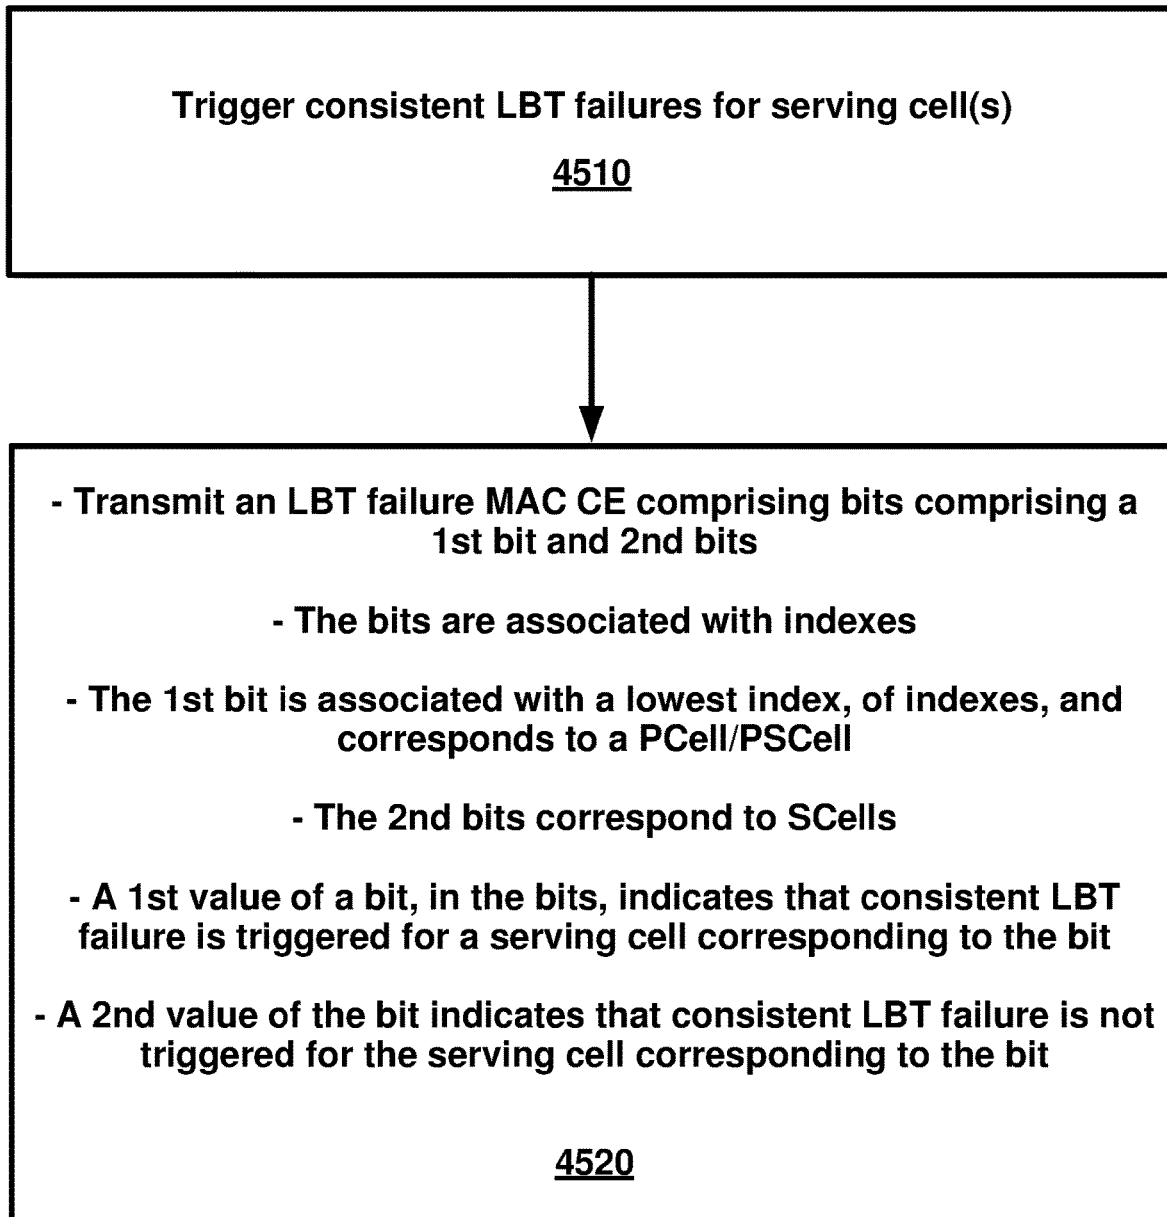 Trigger consistent LBT failures for serving cell(s)
4510
- Transmit an LBT failure MAC CE comprising bits comprising a
1st bit and 2nd bits
- The bits are associated with indexes
- The 1st bit is associated with a lowest index, of indexes, and
corresponds to a PCell/PSCell
- The 2nd bits correspond to SCells
- A 1st value of a bit, in the bits, indicates that consistent LBT
failure is triggered for a serving cell corresponding to the bit
- A 2nd value of the bit indicates that consistent LBT failure is not
triggered for the serving cell corresponding to the bit
4520